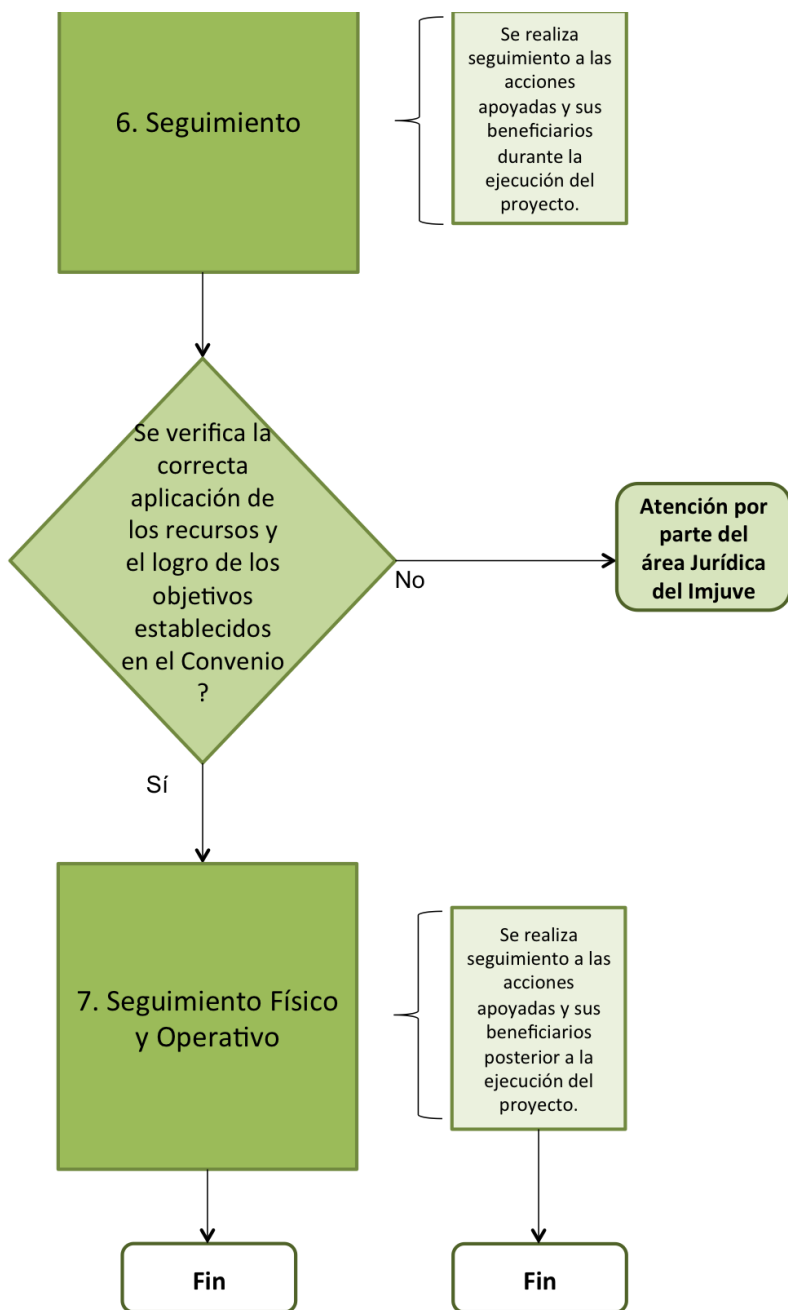 6. Seguimiento
Se realiza
seguimiento a las
acciones
apoyadas y sus
beneficiarios
durante la
ejecución del
proyecto.
Se verifica la
correcta
aplicación de
los recursos y
el logro de los
objetivos
establecidos
en el Convenio
?
No
Atención por
parte del
área Jurídica
del Imjuve
Sí
7. Seguimiento Físico
y Operativo
Se realiza
seguimiento a las
acciones
apoyadas y sus
beneficiarios
posterior a la
ejecución del
proyecto.
Fin
Fin